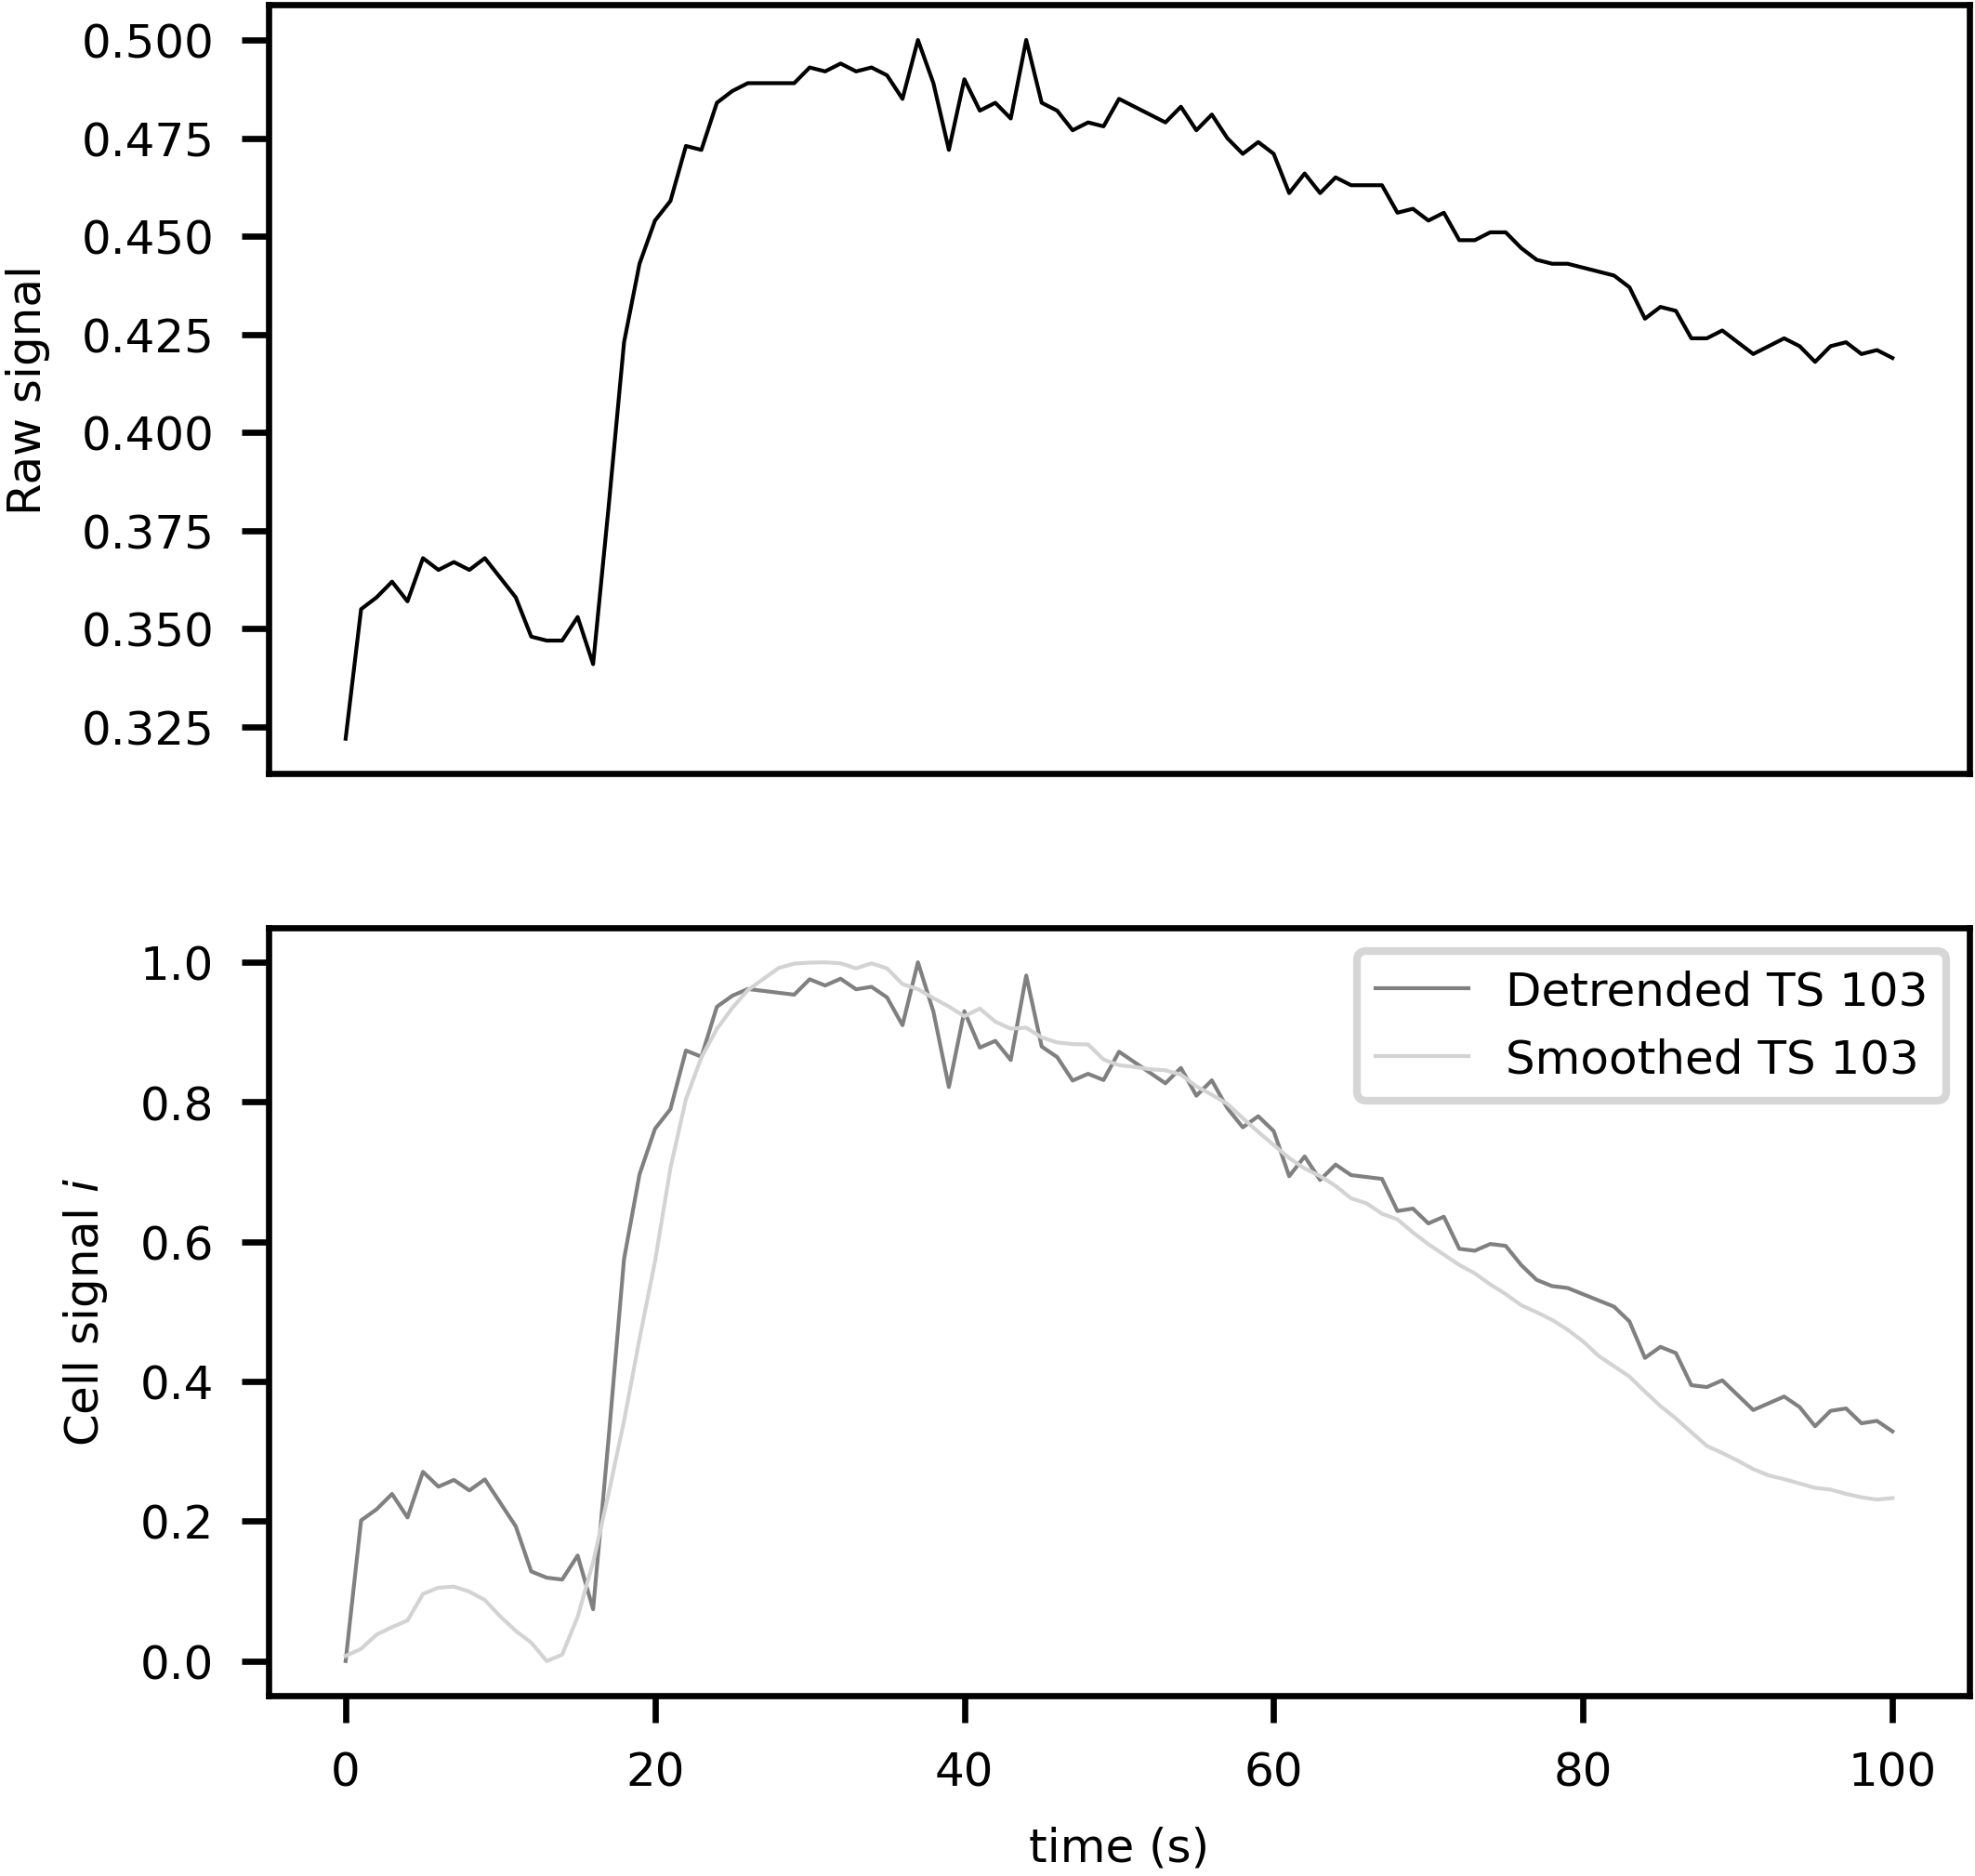 0.500
0.475
0.450
0.425
0.400
0.375
0.350
0.325
Raw signal
1.0
0.8
0.6
0.4
0.2
0.0
Cell signal i
Detrended TS 103
Smoothed TS 103
0 20 40 60 80 100
time (s)